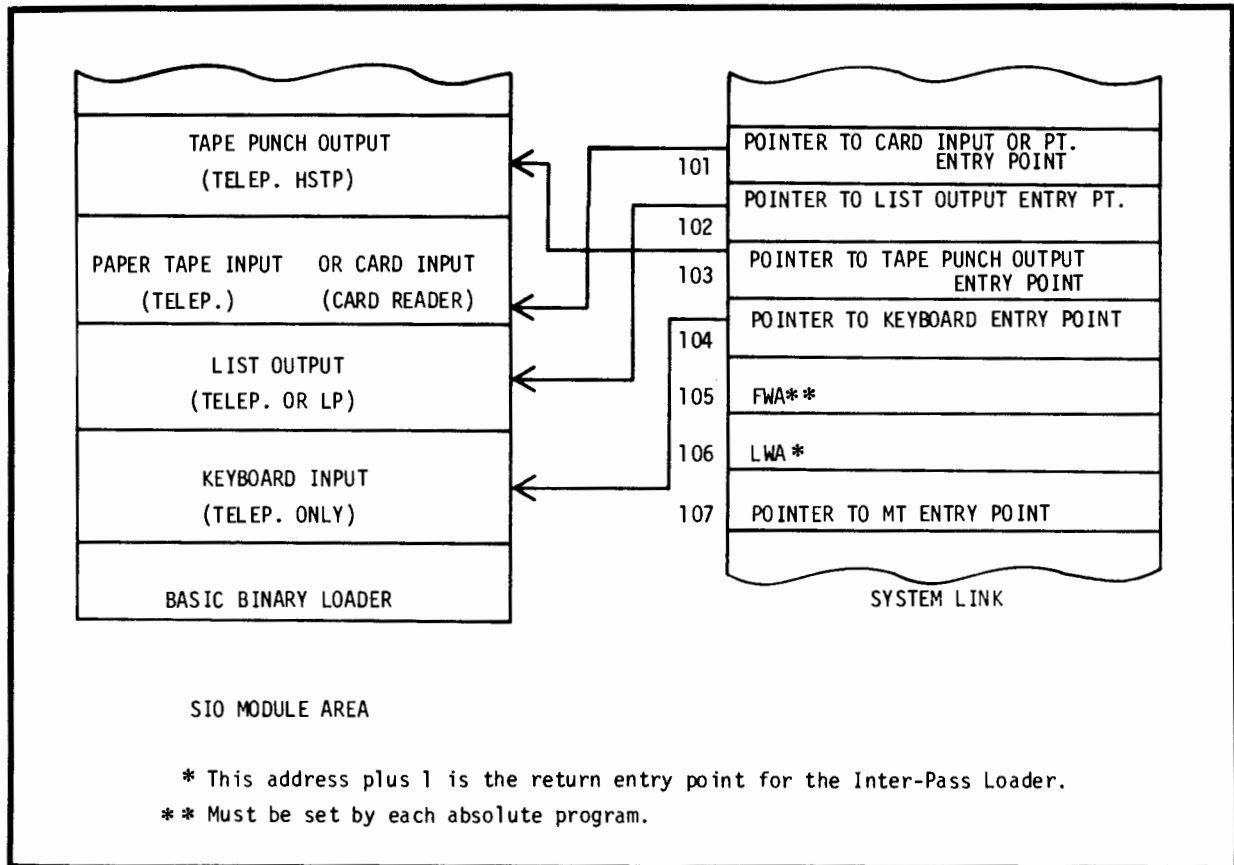 TAPE PUNCH OUTPUT
(TELEP. HSTP)
PAPER TAPE INPUT OR CARD INPUT
(TELEP.) (CARD READER)
LIST OUTPUT
(TELEP. OR LP)
KEYBOARD INPUT
(TELEP. ONLY)
BASIC BINARY LOADER
101
POINTER TO CARD INPUT OR PT.
ENTRY POINT
102
POINTER TO LIST OUTPUT ENTRY PT.
103
POINTER TO TAPE PUNCH OUTPUT
ENTRY POINT
104
POINTER TO KEYBOARD ENTRY POINT
105
FWA**
106
LWA*
107
POINTER TO MT ENTRY POINT
SYSTEM LINK
SIO MODULE AREA
* This address plus 1 is the return entry point for the Inter-Pass Loader.
** Must be set by each absolute program.